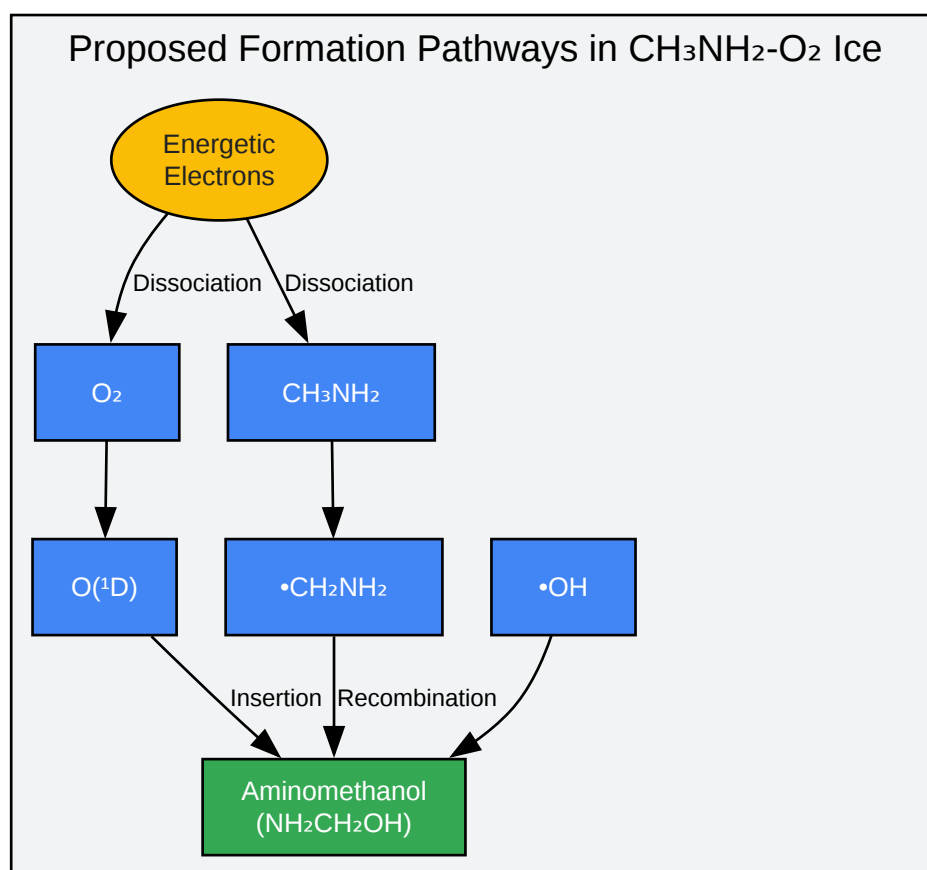 Proposed Formation Pathways in CH₃NH₂-O₂ Ice
Energetic
Electrons
Dissociation
Dissociation
O₂
CH₃NH₂
O(¹D)
•CH₂NH₂
•OH
Insertion
Recombination
Aminomethanol
(NH₂CH₂OH)